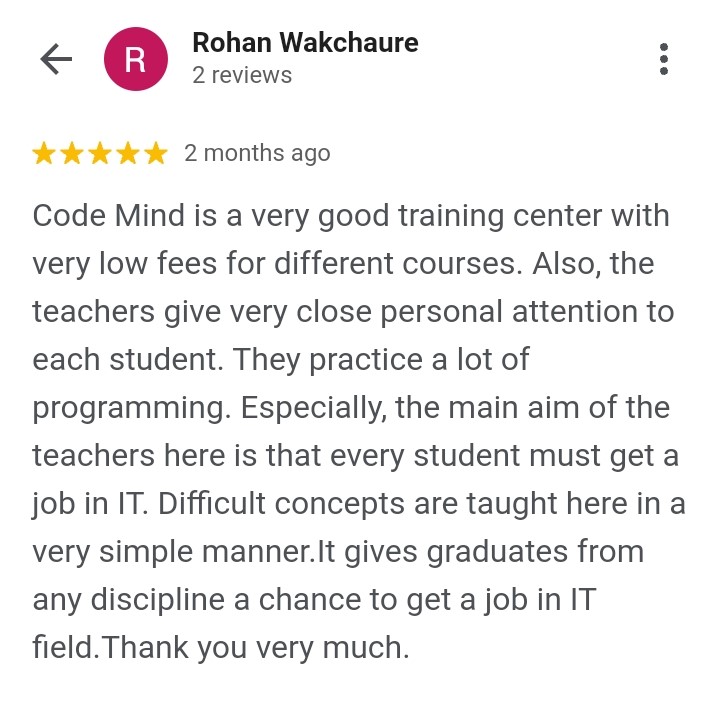 R
Rohan Wakchaure
2 reviews
2 months ago
Code Mind is a very good training center with
very low fees for different courses. Also, the
teachers give very close personal attention to
each student. They practice a lot of
programming. Especially, the main aim of the
teachers here is that every student must get a
job in IT. Difficult concepts are taught here in a
very simple manner.It gives graduates from
any discipline a chance to get a job in IT
field.Thank you very much.